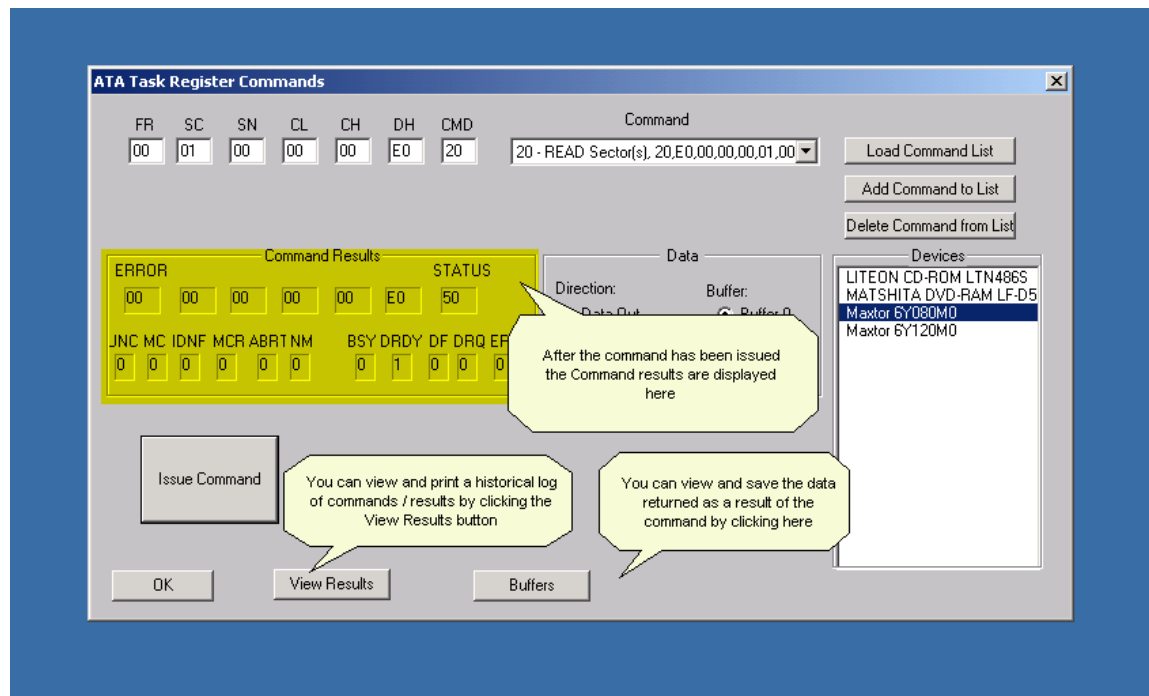 ATA Task Register Commands
FR SC SN CL CH DH CMD
00 01 00 00 00 E0 20
Command
20 - READ Sector(s), 20,E0,00,00,00,01,00
Load Command List
Add Command to List
Delete Command from List
Command Results
ERROR STATUS
00 00 00 00 00 E0 50
UNC MC IDNF MCR ABRT NM BSY DRDY DF DRQ
0 0 0 0 0 0 0 1 0 0 0
Data
Direction: Buffer:
Data Out Buffer 0
After the command has been issued
the Command results are displayed
here
Devices
LITEON CD-ROM LTN486S
MATSHITA DVD-RAM LF-D5
Maxtor 6Y080M0
Maxtor 6Y120M0
Issue Command
You can view and print a historical log
of commands / results by clicking the
View Results button
You can view and save the data
returned as a result of the
command by clicking here
OK
View Results
Buffers